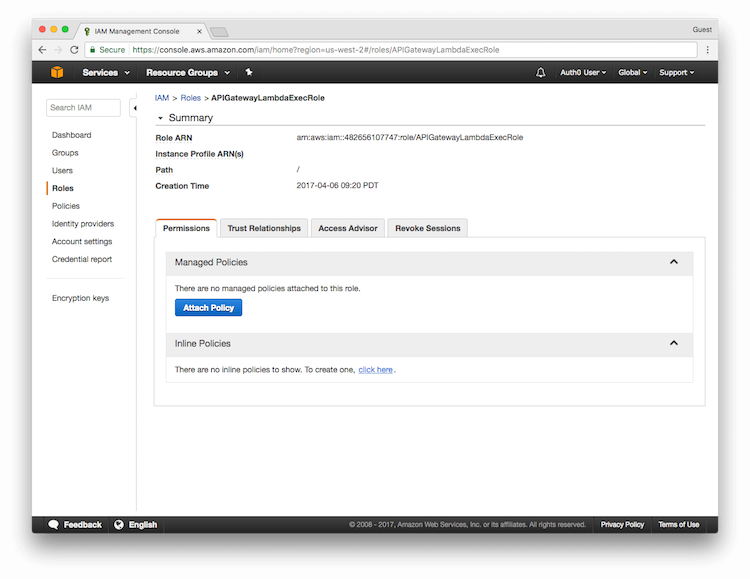 IAM Management Console
Guest
Secure https://console.aws.amazon.com/iam/home?region=us-west-2#/roles/APIGatewayLambdaExecRole
Services Resource Groups Auth0 User Global Support
Search IAM
Dashboard
Groups
Users
Roles
Policies
Identity providers
Account settings
Credential report
Encryption keys
IAM > Roles > APIGatewayLambdaExecRole
Summary
Role ARN arn:aws:iam::482656107747:role/APIGatewayLambdaExecRole
Instance Profile ARN(s)
Path /
Creation Time 2017-04-06 09:20 PDT
Permissions Trust Relationships Access Advisor Revoke Sessions
Managed Policies
There are no managed policies attached to this role.
Attach Policy
Inline Policies
There are no inline policies to show. To create one, click here.
Feedback English © 2008 - 2017, Amazon Web Services, Inc. or its affiliates. All rights reserved. Privacy Policy Terms of Use